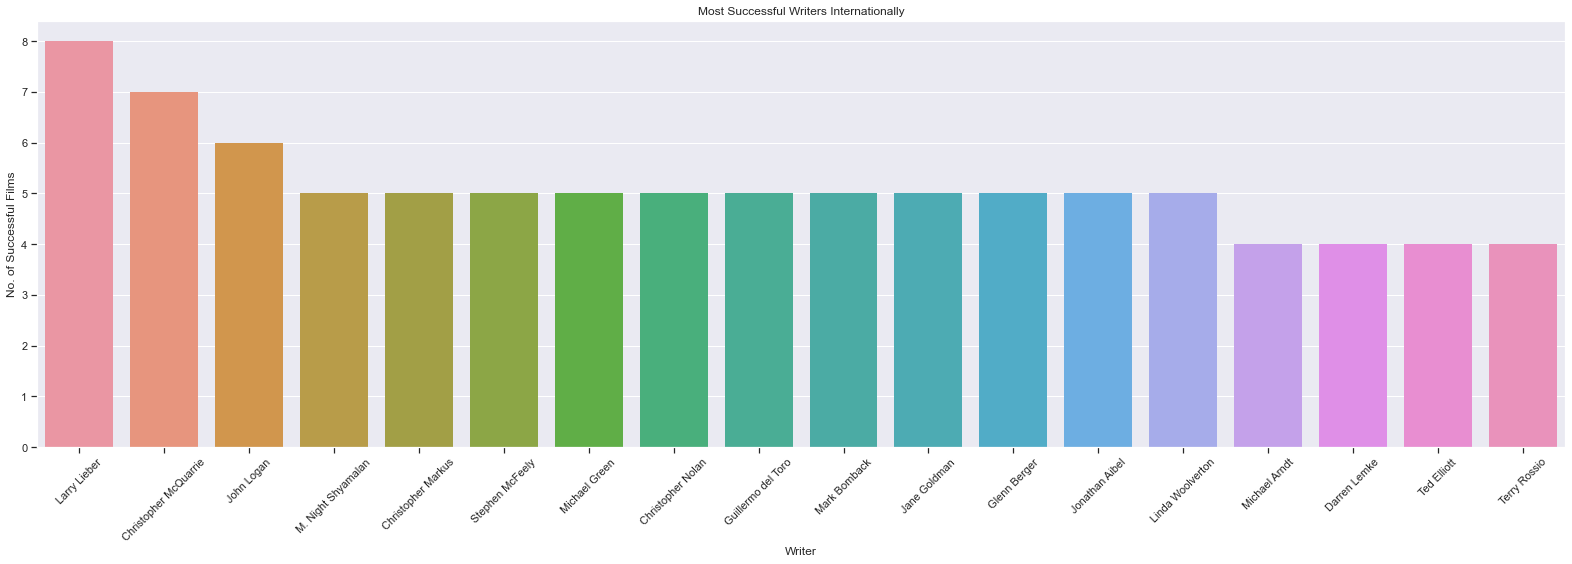 Most Successful Writers Internationally
No. of Successful Films
8
7
6
5
4
3
2
1
0
Larry Lieber
Christopher McQuarrie
John Logan
M. Night Shyamalan
Christopher Markus
Stephen McFeely
Michael Green
Christopher Nolan
Guillermo del Toro
Mark Bomback
Jane Goldman
Glenn Berger
Jonathan Aibel
Linda Woolverton
Michael Arndt
Darren Lemke
Ted Elliott
Terry Rossio
Writer